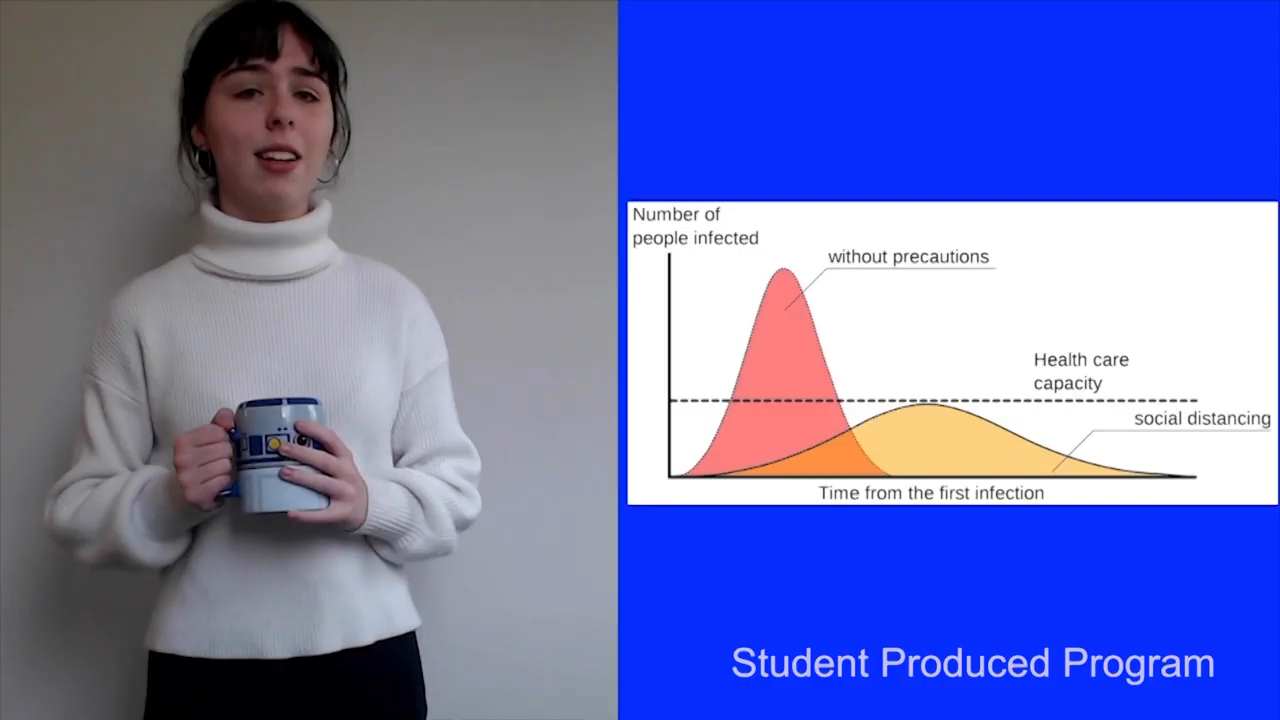 Number of
people infected
without precautions
Health care
capacity
social distancing
Time from the first infection
Student Produced Program